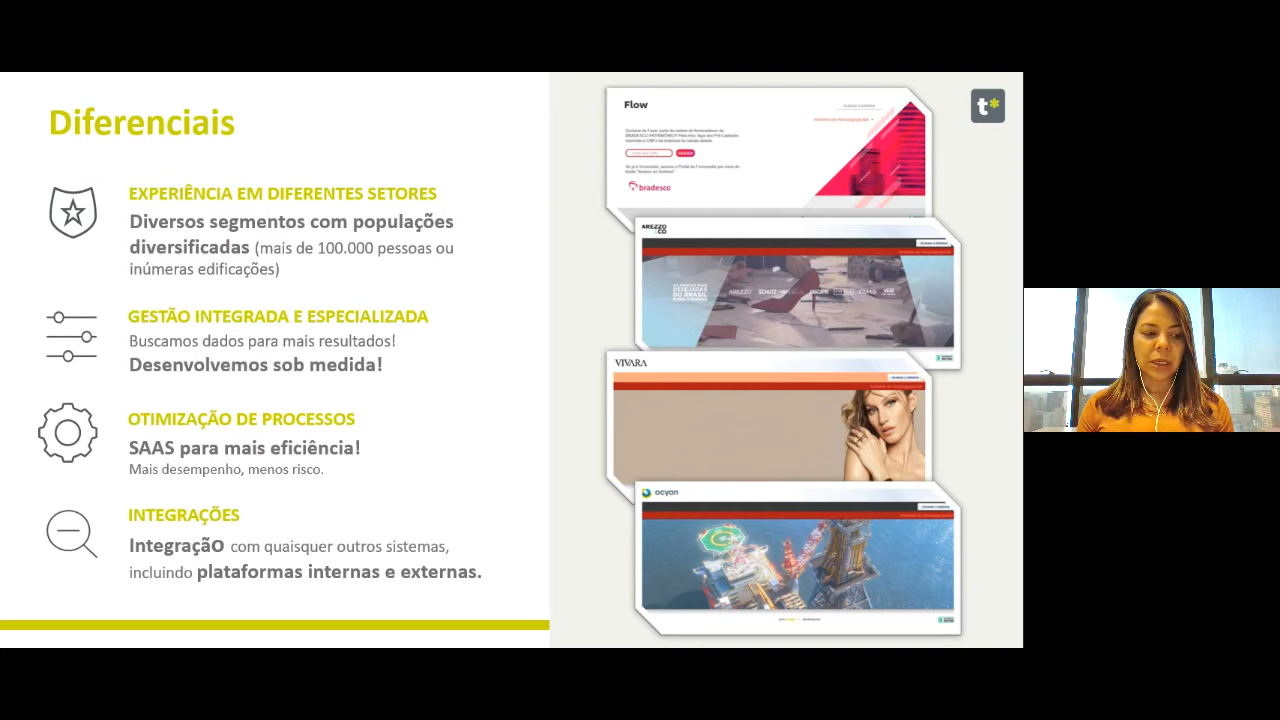 Diferenciais
EXPERIÊNCIA EM DIFERENTES SETORES
Diversos segmentos com populações
diversificadas (mais de 100.000 pessoas ou
inúmeras edificações)
GESTÃO INTEGRADA E ESPECIALIZADA
Buscamos dados para mais resultados!
Desenvolvemos sob medida!
OTIMIZAÇÃO DE PROCESSOS
SAAS para mais eficiência!
Mais desempenho, menos risco.
INTEGRAÇÕES
IntegraçãO com quaisquer outros sistemas,
incluindo plataformas internas e externas.
t*
Flow
bradesco
AREZZO
&CO
AREZZO SCHUTZ
VIVARA
ocyan